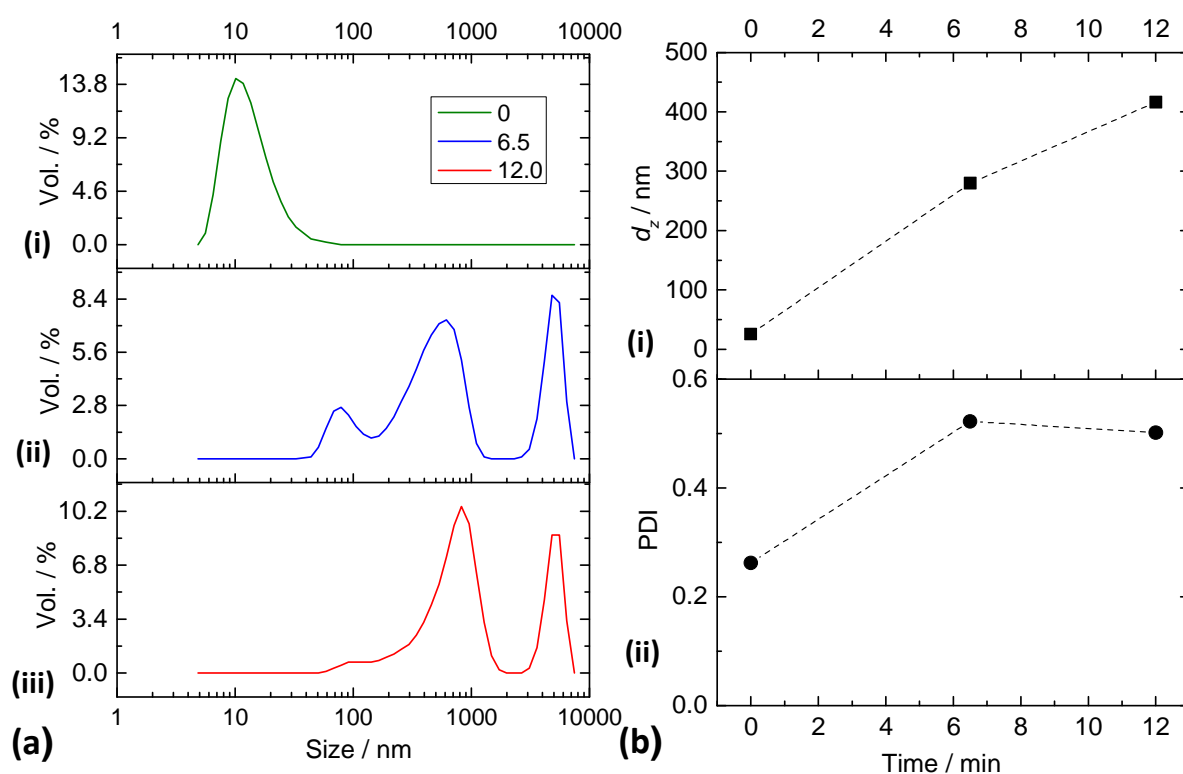 1 10 100 1000 10000
13.8
9.2
4.6
0.0
Vol. / %
(i)
0
6.5
12.0
8.4
5.6
2.8
0.0
Vol. / %
(ii)
10.2
6.8
3.4
0.0
Vol. / %
(iii)
1 10 100 1000 10000
Size / nm
(a)
0 2 4 6 8 10 12
500
400
300
200
100
0
d_z / nm
(i)
0.6
0.4
0.2
0.0
PDI
(ii)
0 2 4 6 8 10 12
Time / min
(b)